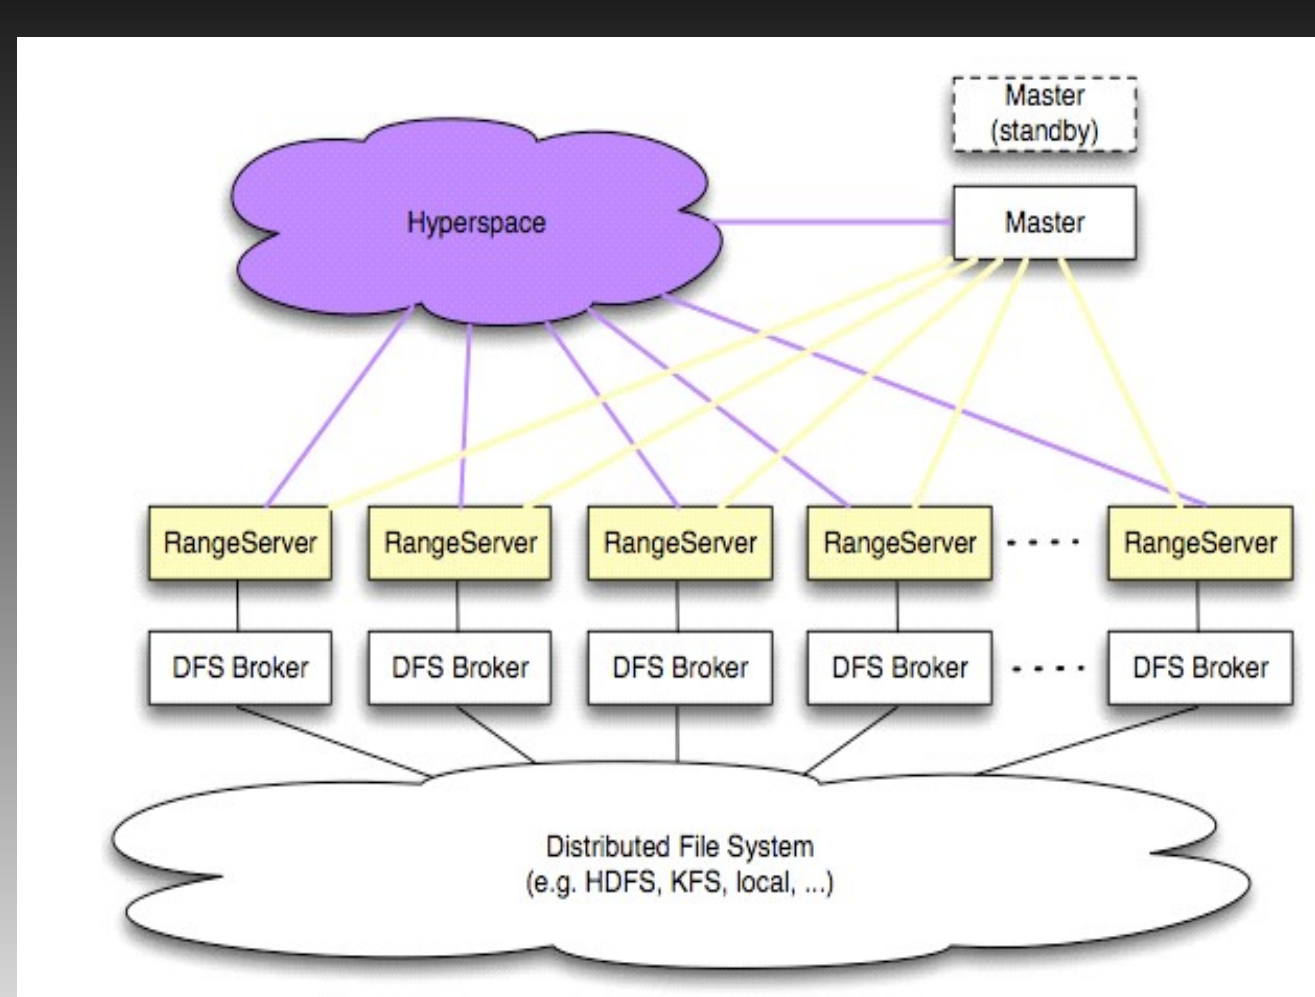 Master
(standby)
Hyperspace
Master
RangeServer
RangeServer
RangeServer
RangeServer
RangeServer
DFS Broker
DFS Broker
DFS Broker
DFS Broker
DFS Broker
Distributed File System
(e.g. HDFS, KFS, local, ...)